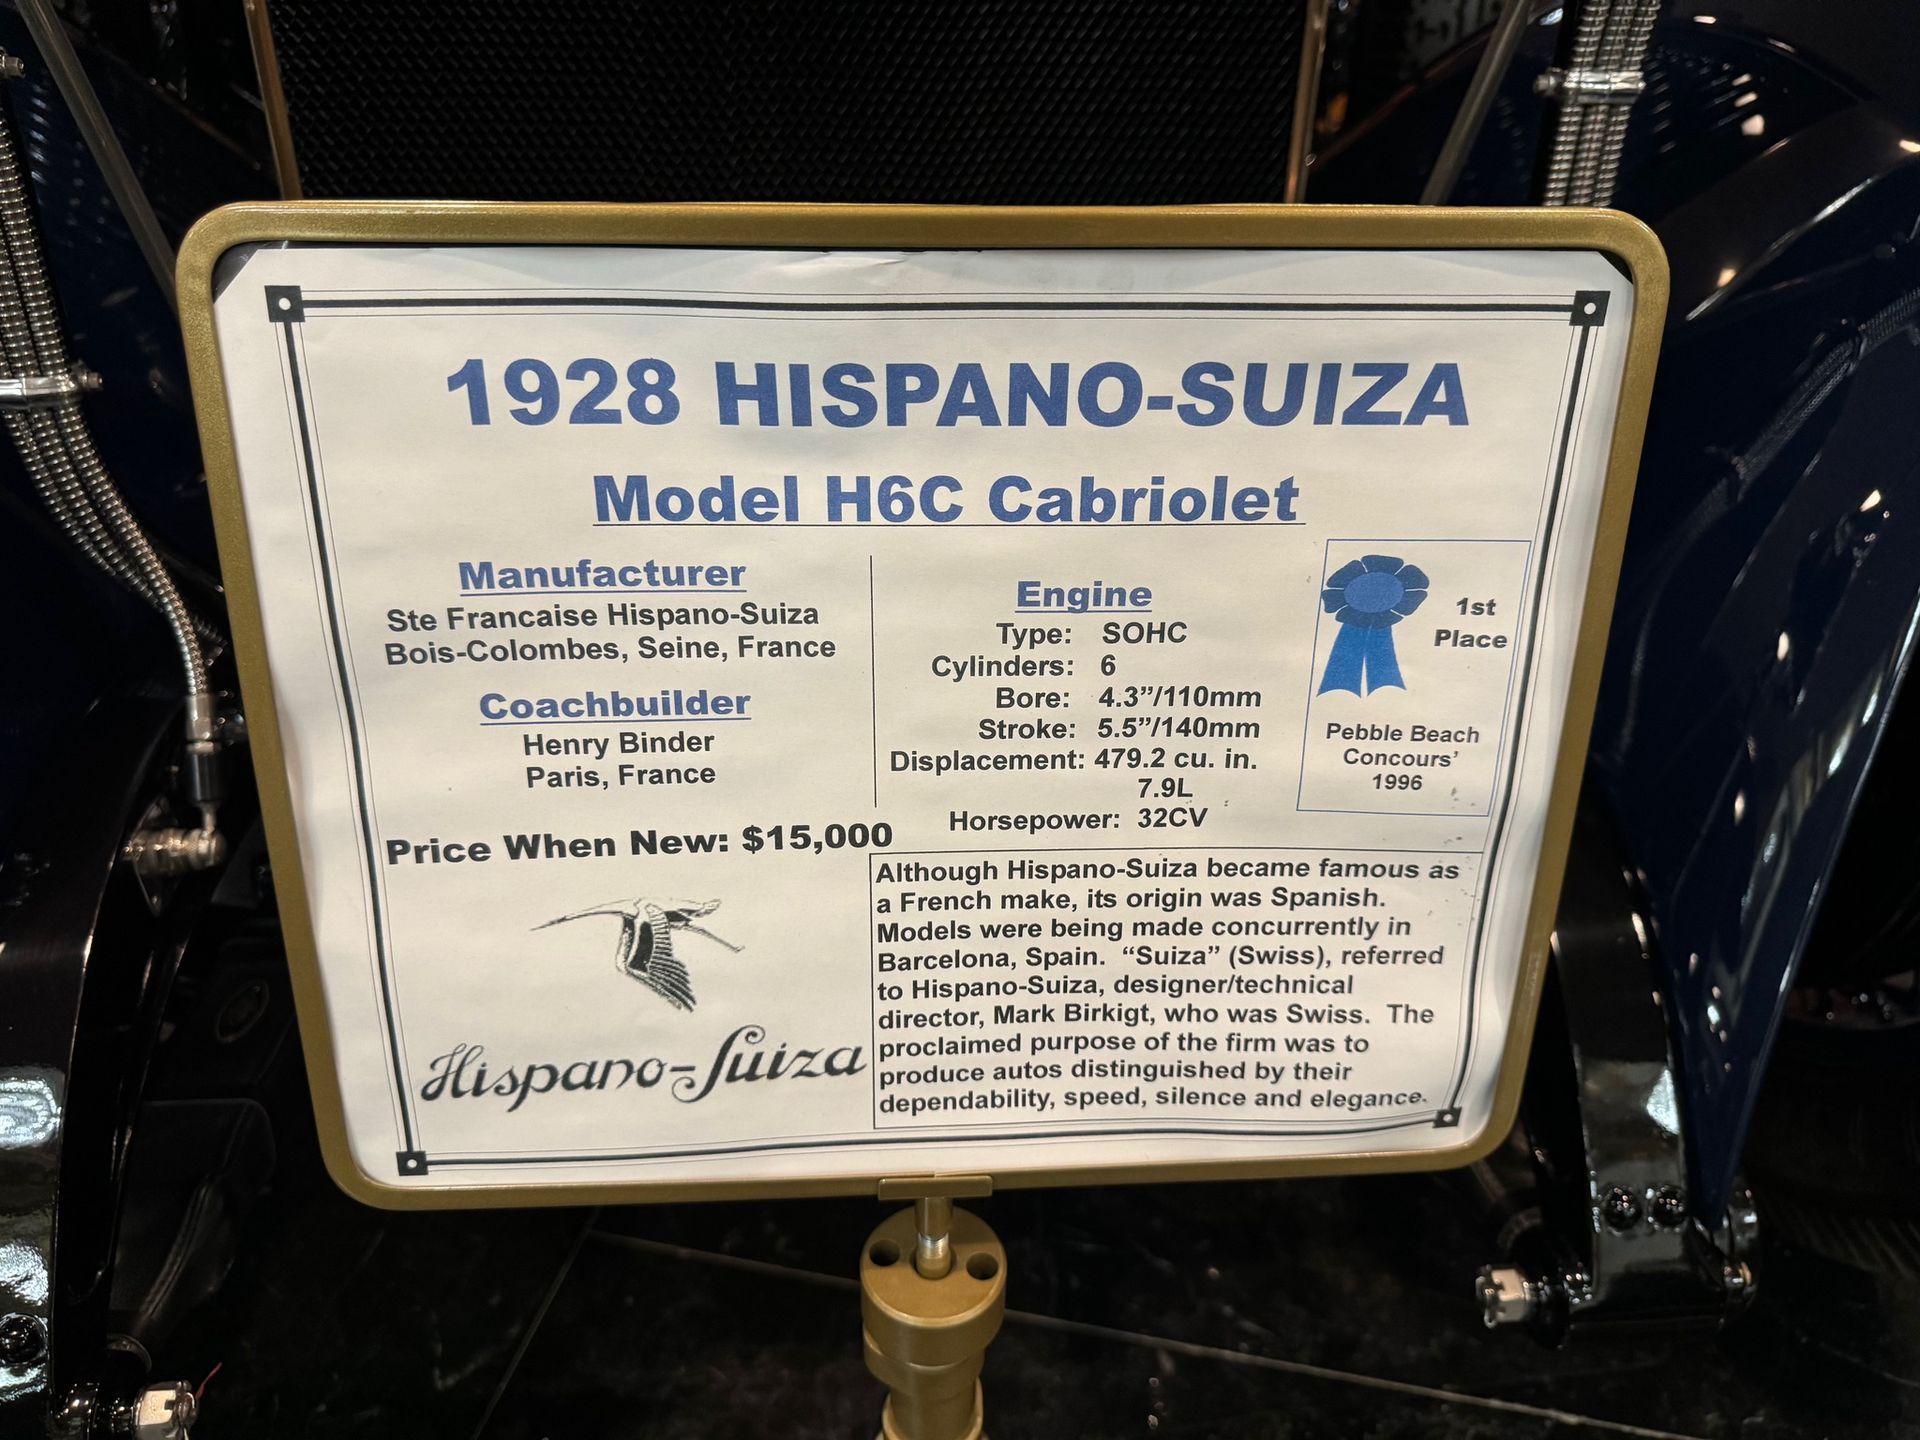 1928 HISPANO-SUIZA
Model H6C Cabriolet
Manufacturer
Ste Francaise Hispano-Suiza
Bois-Colombes, Seine, France
Coachbuilder
Henry Binder
Paris, France
Price When New: $15,000
Hispano-Suiza
Engine
Type: SOHC
Cylinders: 6
Bore: 4.3”/110mm
Stroke: 5.5”/140mm
Displacement: 479.2 cu. in.
7.9L
Horsepower: 32CV
1st
Place
Pebble Beach
Concours’
1996
Although Hispano-Suiza became famous as
a French make, its origin was Spanish.
Models were being made concurrently in
Barcelona, Spain. “Suiza” (Swiss), referred
to Hispano-Suiza, designer/technical
director, Mark Birkigt, who was Swiss. The
proclaimed purpose of the firm was to
produce autos distinguished by their
dependability, speed, silence and elegance.